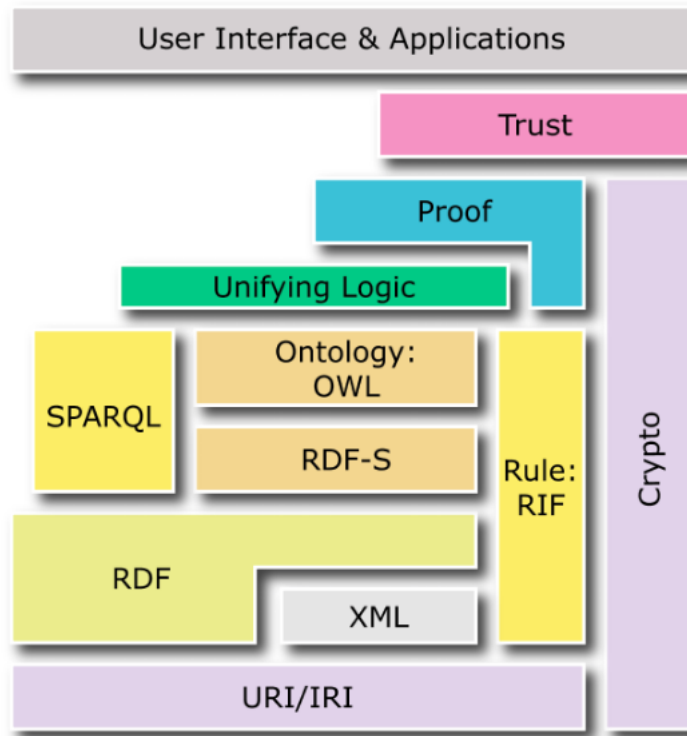 User Interface & Applications
Trust
Proof
Unifying Logic
Ontology:
OWL
SPARQL
RDF-S
Rule:
RIF
Crypto
RDF
XML
URI/IRI